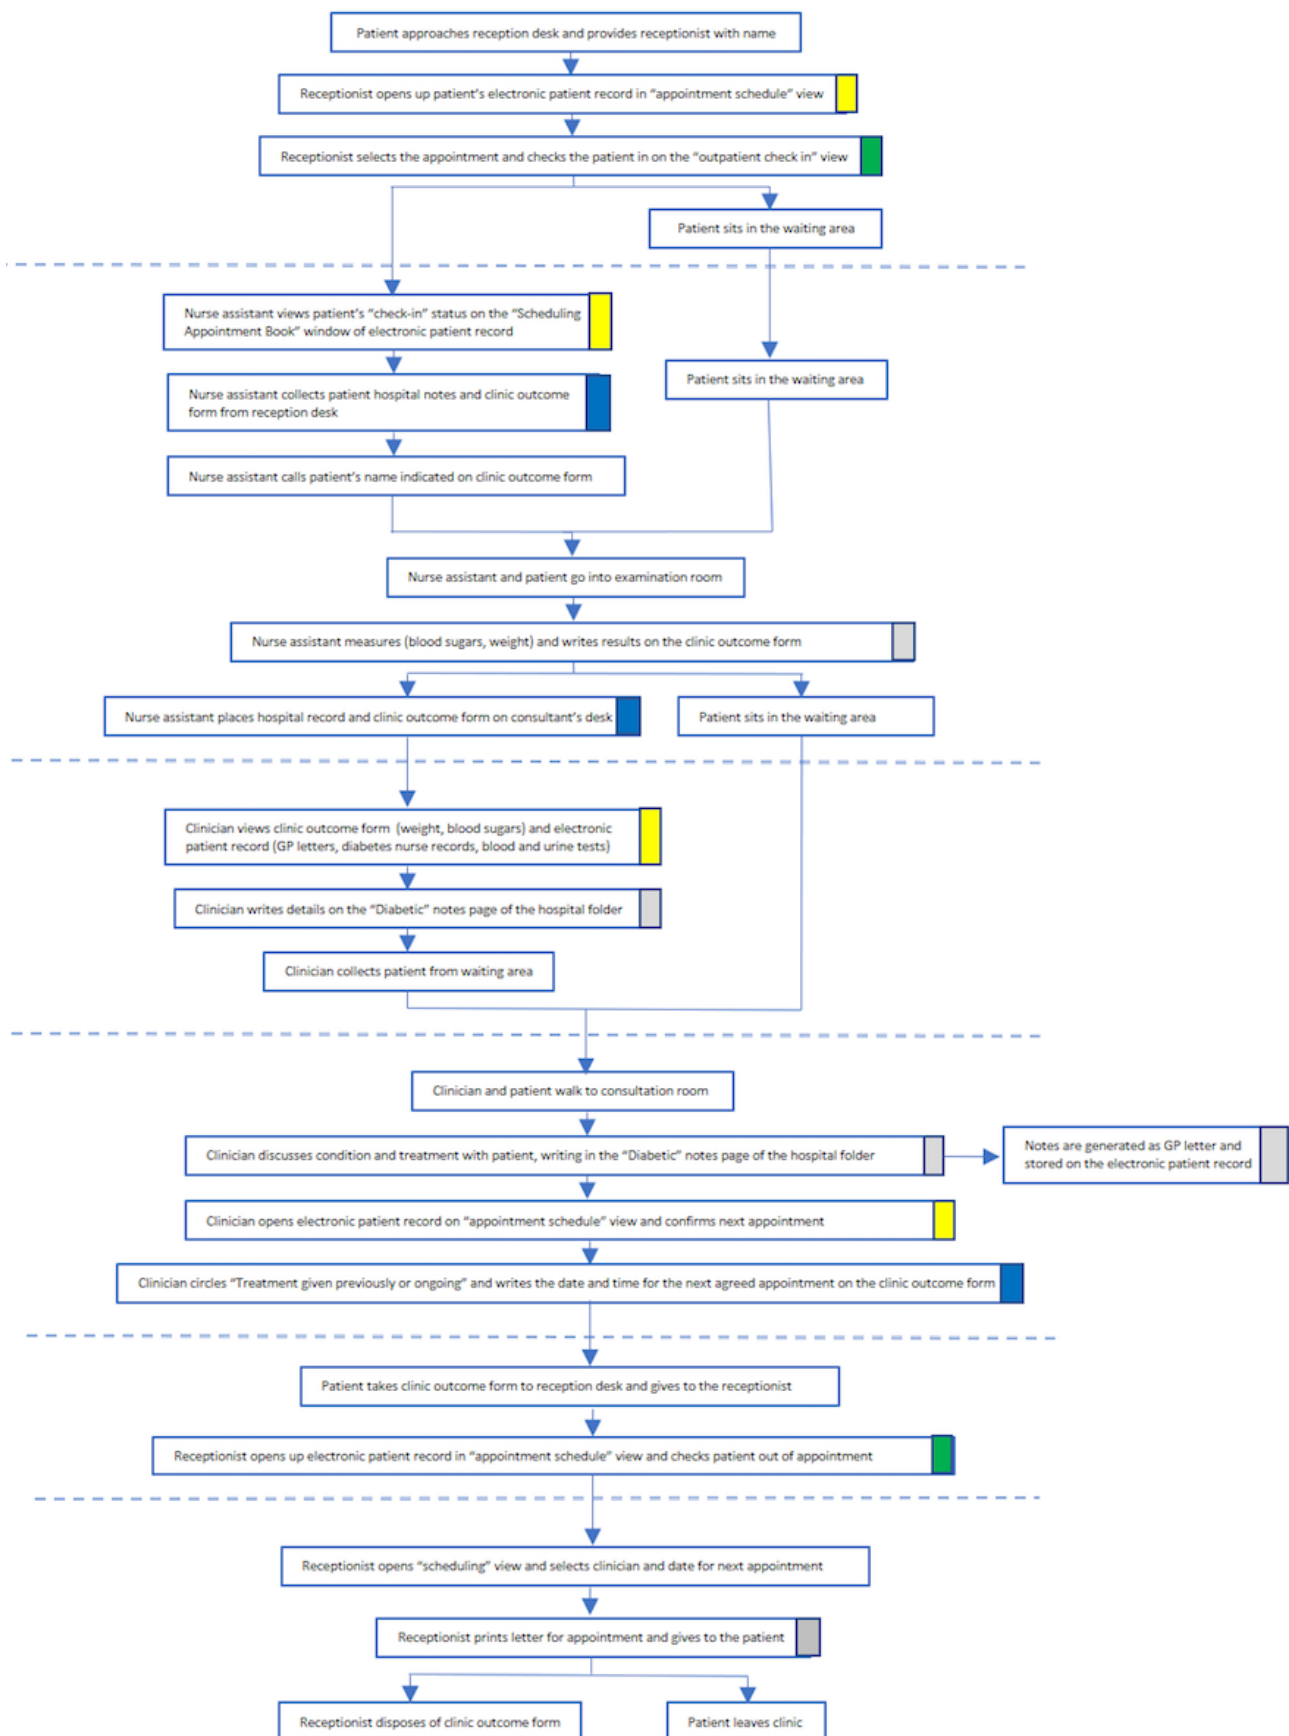 Patient approaches reception desk and provides receptionist with name
Receptionist opens up patient's electronic patient record in "appointment schedule" view
Receptionist selects the appointment and checks the patient in on the "outpatient check in" view
Patient sits in the waiting area
Nurse assistant views patient's "check-in" status on the "Scheduling
Appointment Book" window of electronic patient record
Patient sits in the waiting area
Nurse assistant collects patient hospital notes and clinic outcome
form from reception desk
Nurse assistant calls patient's name indicated on clinic outcome form
Nurse assistant and patient go into examination room
Nurse assistant measures (blood sugars, weight) and writes results on the clinic outcome form
Nurse assistant places hospital record and clinic outcome form on consultant's desk
Patient sits in the waiting area
Clinician views clinic outcome form (weight, blood sugars) and electronic
patient record (GP letters, diabetes nurse records, blood and urine tests)
Clinician writes details on the "Diabetic" notes page of the hospital folder
Clinician collects patient from waiting area
Clinician and patient walk to consultation room
Clinician discusses condition and treatment with patient, writing in the "Diabetic" notes page of the hospital folder
Notes are generated as GP letter and
stored on the electronic patient record
Clinician opens electronic patient record on "appointment schedule" view and confirms next appointment
Clinician circles "Treatment given previously or ongoing" and writes the date and time for the next agreed appointment on the clinic outcome form
Patient takes clinic outcome form to reception desk and gives to the receptionist
Receptionist opens up electronic patient record in "appointment schedule" view and checks patient out of appointment
Receptionist opens "scheduling" view and selects clinician and date for next appointment
Receptionist prints letter for appointment and gives to the patient
Receptionist disposes of clinic outcome form
Patient leaves clinic